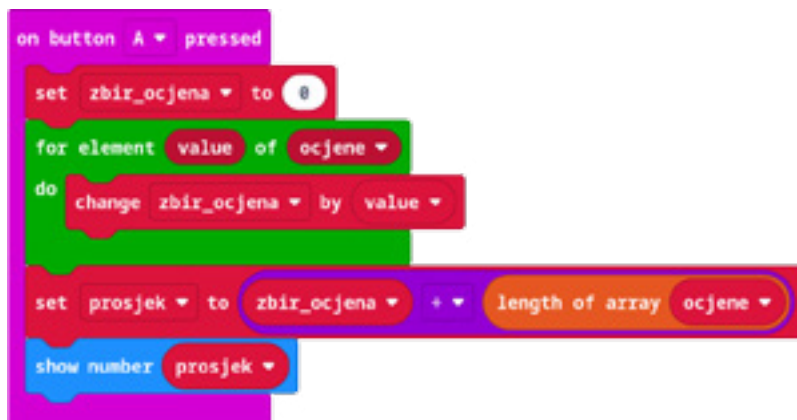 on button A pressed
set zbir_ocjena to 0
for element value of ocjene
do
change zbir_ocjena by value
set prosjek to zbir_ocjena ÷ length of array ocjene
show number prosjek